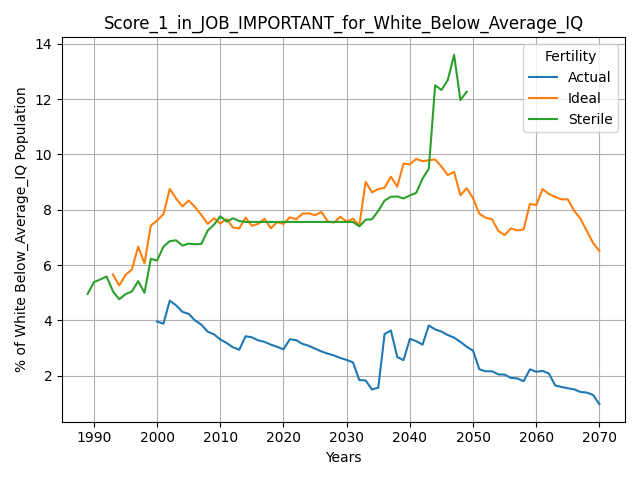 Score_1_in_JOB_IMPORTANT_for_White_Below_Average_IQ
% of White Below_Average_IQ Population
14
12
10
8
6
4
2
Fertility
Actual
Ideal
Sterile
1990 2000 2010 2020 2030 2040 2050 2060 2070
Years